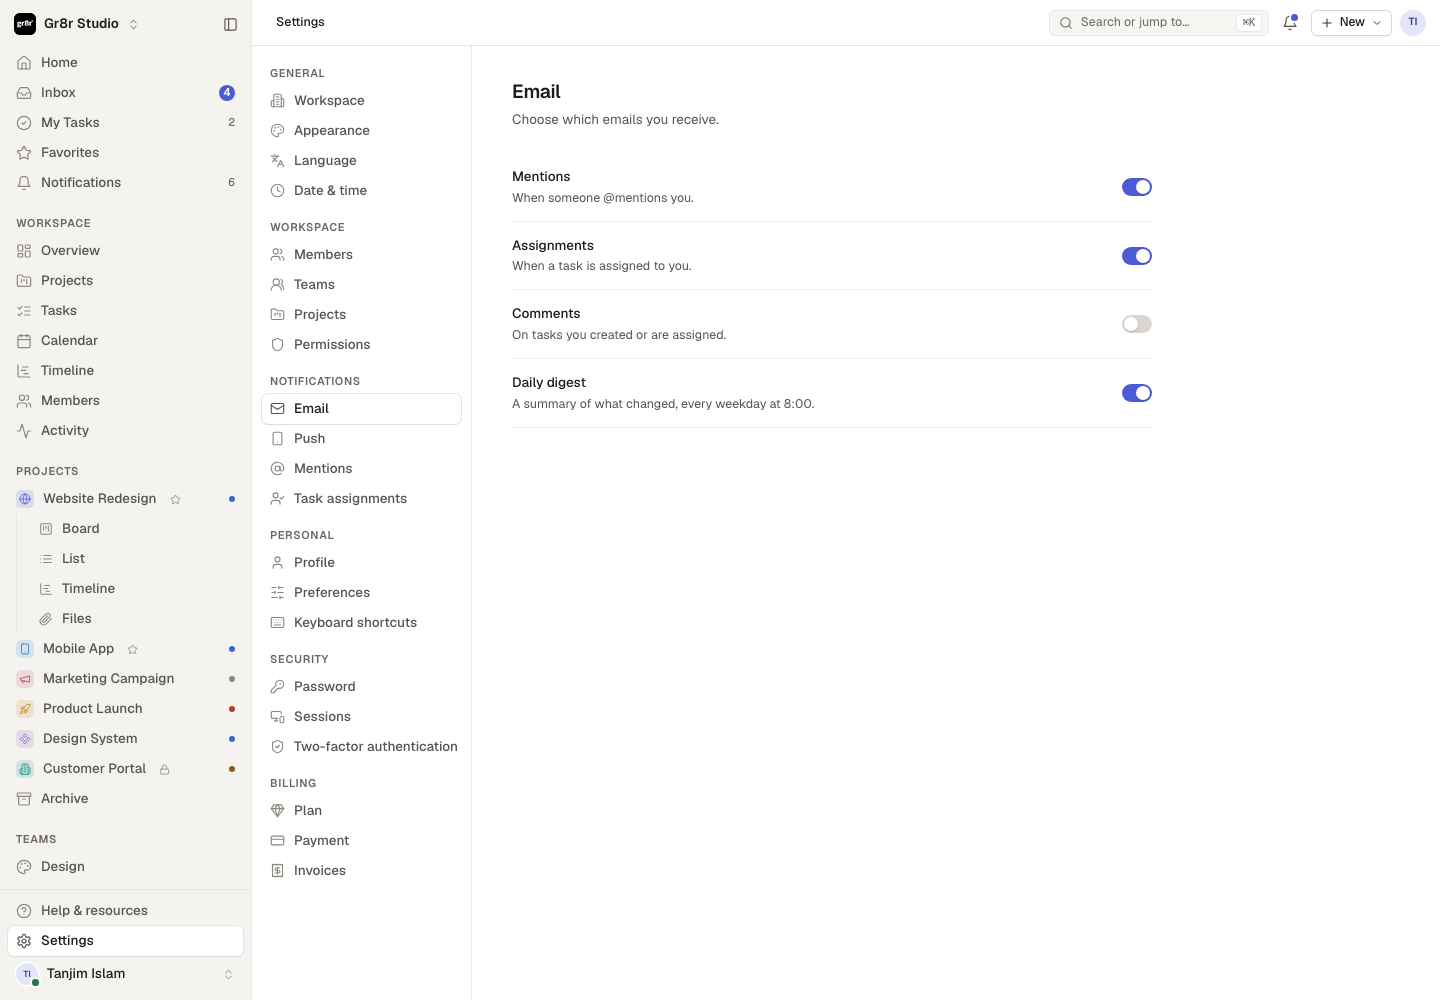 gr8r
Gr8r Studio
Home
Inbox 4
My Tasks 2
Favorites
Notifications 6
WORKSPACE
Overview
Projects
Tasks
Calendar
Timeline
Members
Activity
PROJECTS
Website Redesign
Board
List
Timeline
Files
Mobile App
Marketing Campaign
Product Launch
Design System
Customer Portal
Archive
TEAMS
Design
Help & resources
Settings
TI Tanjim Islam
Settings
Search or jump to... ⌘K
New
TI
GENERAL
Workspace
Appearance
Language
Date & time
WORKSPACE
Members
Teams
Projects
Permissions
NOTIFICATIONS
Email
Push
Mentions
Task assignments
PERSONAL
Profile
Preferences
Keyboard shortcuts
SECURITY
Password
Sessions
Two-factor authentication
BILLING
Plan
Payment
Invoices
Email
Choose which emails you receive.
Mentions
When someone @mentions you.
Assignments
When a task is assigned to you.
Comments
On tasks you created or are assigned.
Daily digest
A summary of what changed, every weekday at 8:00.